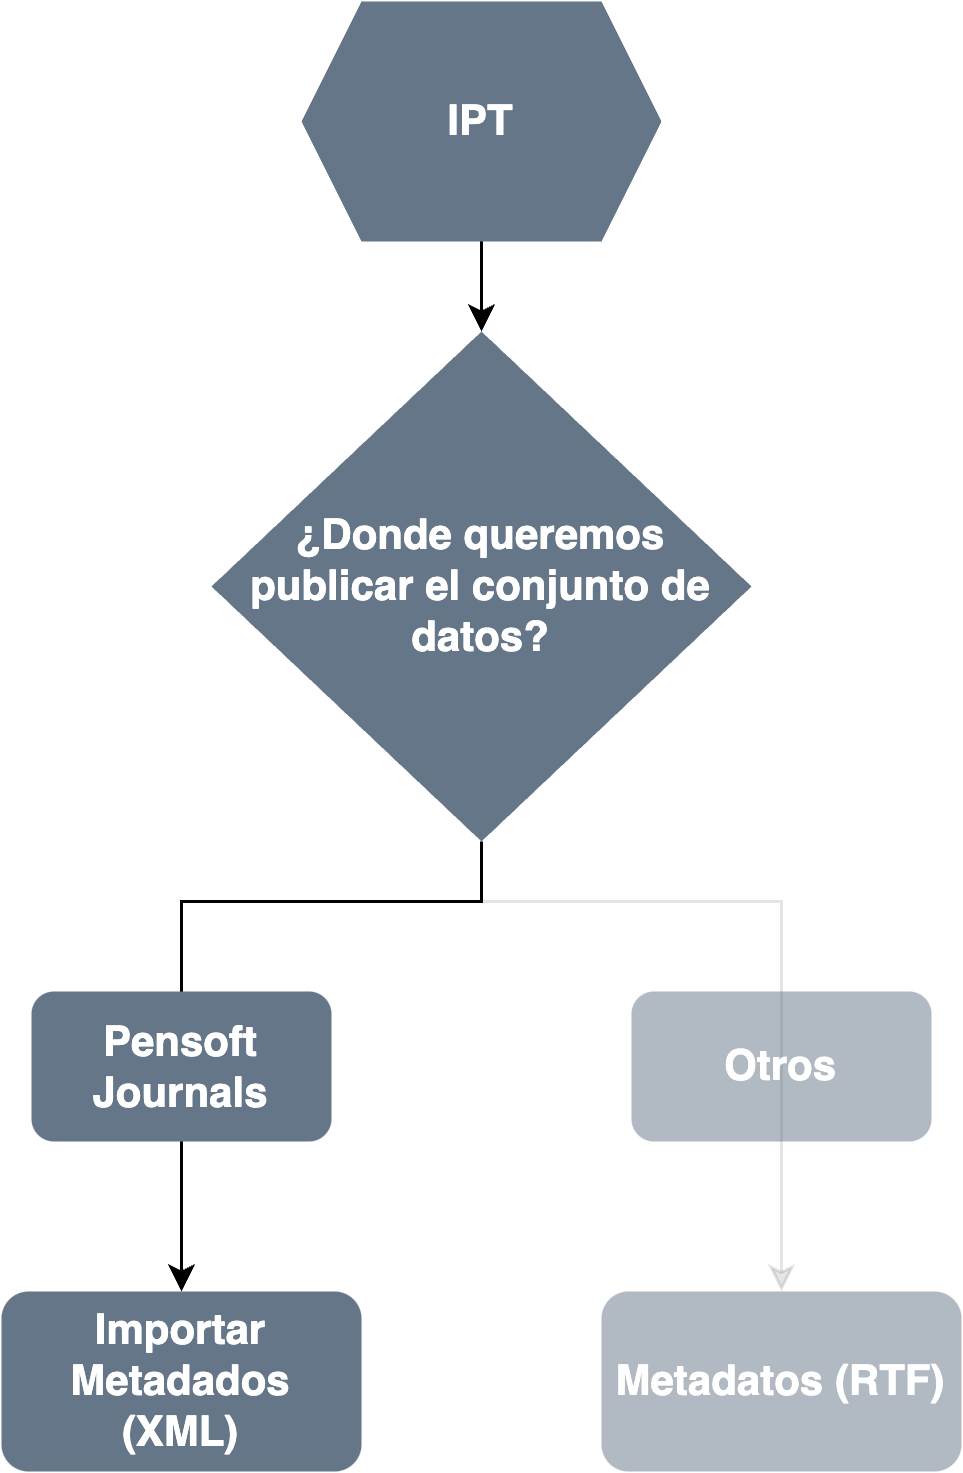 IPT
¿Donde queremos
publicar el conjunto de
datos?
Pensoft
Journals
Otros
Importar
Metadados
(XML)
Metadatos (RTF)